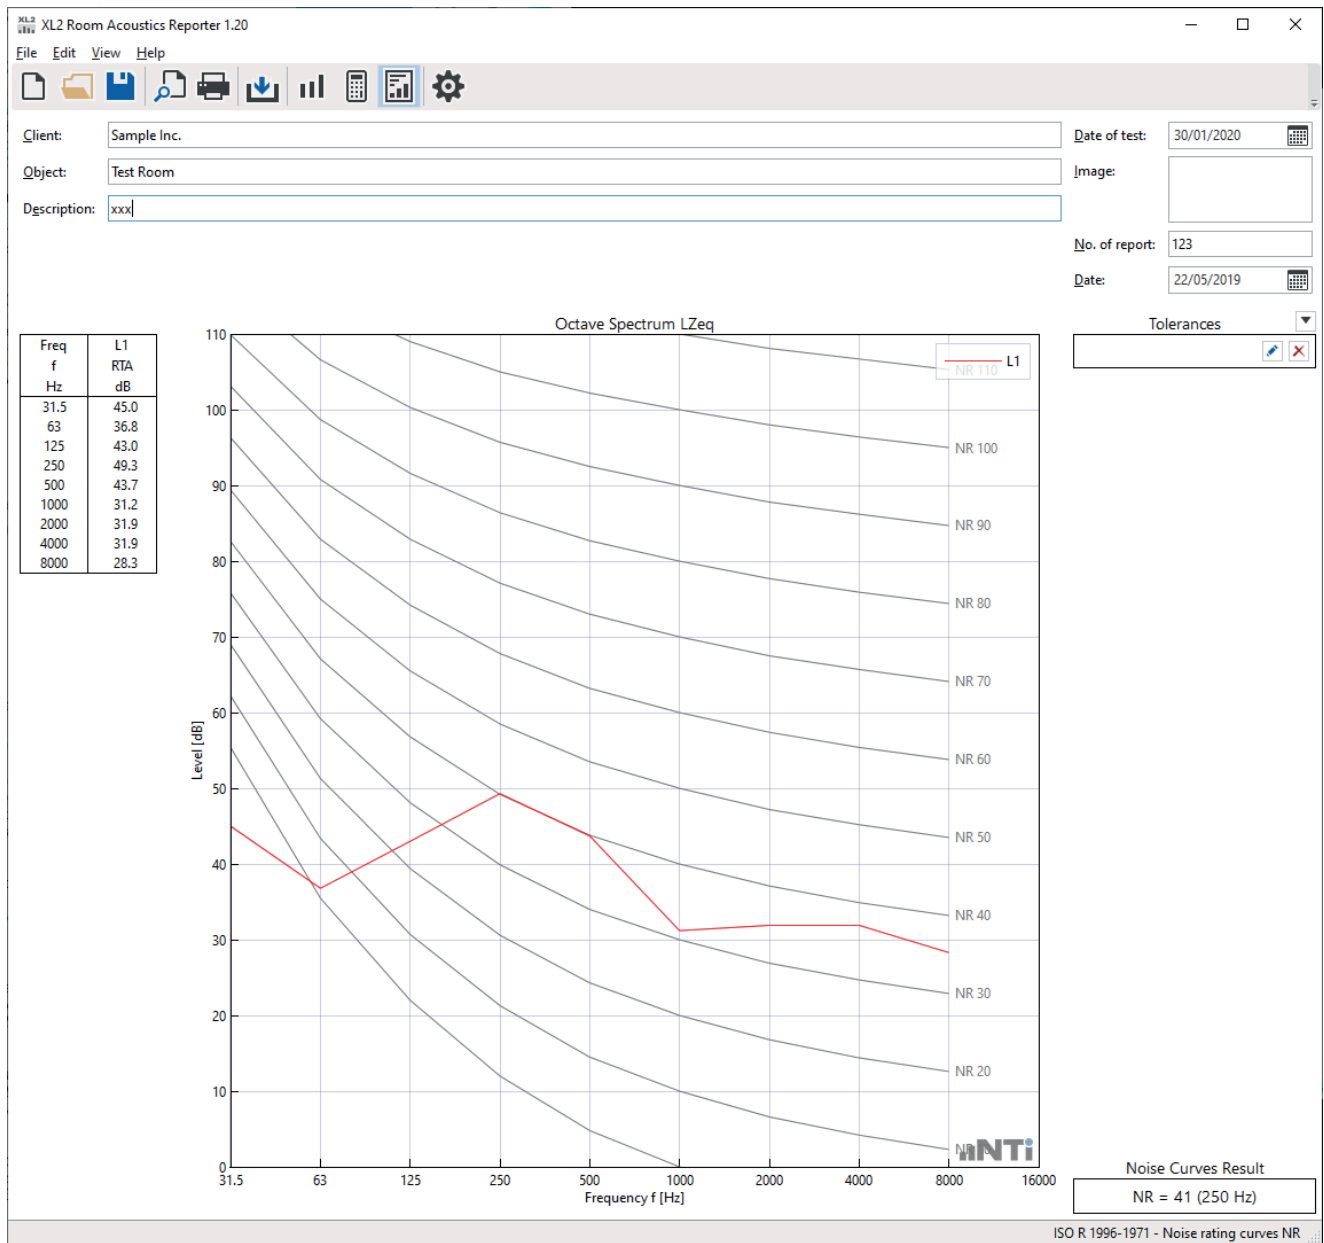 XL2 XL2 Room Acoustics Reporter 1.20
File Edit View Help
Client: Sample Inc.
Date of test: 30/01/2020
Object: Test Room
Image:
Description: xxx
No. of report: 123
Date: 22/05/2019
Octave Spectrum LZeq
Tolerances
Freq L1
f RTA
Hz dB
31.5 45.0
63 36.8
125 43.0
250 49.3
500 43.7
1000 31.2
2000 31.9
4000 31.9
8000 28.3
Level [dB]
110
100
90
80
70
60
50
40
30
20
10
0
L1
NR 110
NR 100
NR 90
NR 80
NR 70
NR 60
NR 50
NR 40
NR 30
NR 20
NTi
31.5 63 125 250 500 1000 2000 4000 8000 16000
Frequency f [Hz]
Noise Curves Result
NR = 41 (250 Hz)
ISO R 1996-1971 - Noise rating curves NR